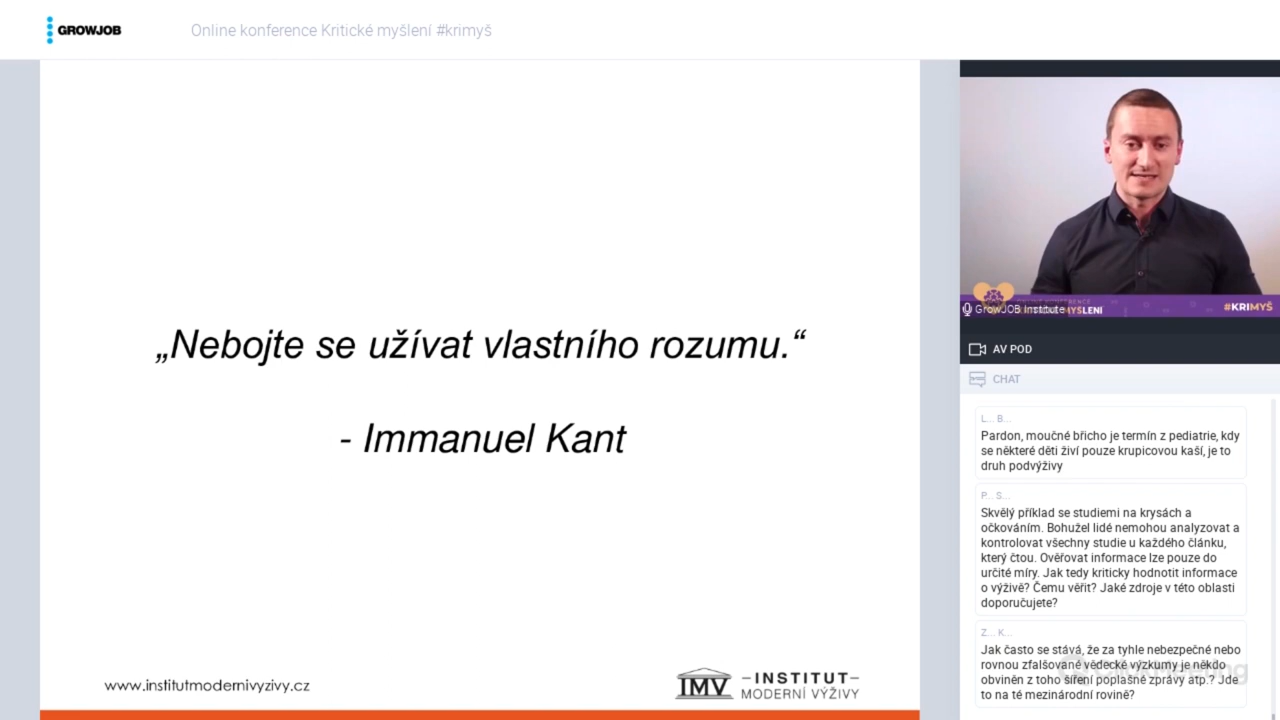 GROWJOB
Online konference Kritické myšlení #krimyš
„Nebojte se užívat vlastního rozumu.“
- Immanuel Kant
www.institutmodernivyzivy.cz
IMV
–INSTITUT–
MODERNÍ VÝŽIVY
#KRIMYŠ
GrowJOB Institute
AV POD
CHAT
L... B...
Pardon, moučné břicho je termín z pediatrie, kdy
se některé děti živí pouze krupicovou kaší, je to
druh podvýživy
P... S...
Skvělý příklad se studiemi na krysách a
očkováním. Bohužel lidé nemohou analyzovat a
kontrolovat všechny studie u každého článku,
který čtou. Ověřovat informace lze pouze do
určité míry. Jak tedy kriticky hodnotit informace
o výživě? Čemu věřit? Jaké zdroje v této oblasti
doporučujete?
Z... K...
Jak často se stává, že za tyhle nebezpečné nebo
rovnou zfalšované vědecké výzkumy je někdo
obviněn z toho šíření poplašné zprávy atp.? Jde
to na té mezinárodní rovině?